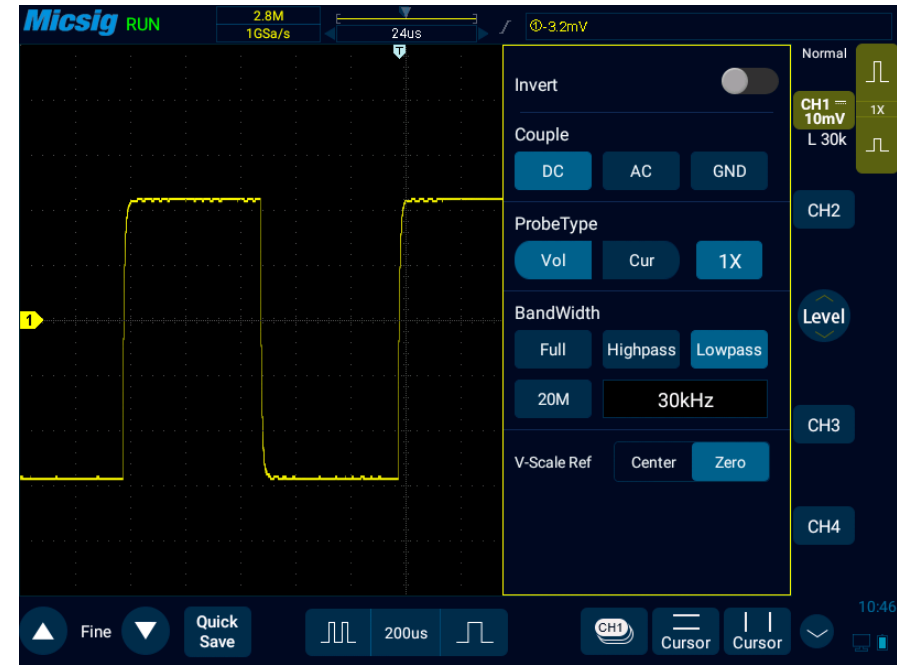 Micsig RUN
2.8M
1GSa/s
24us
T
①-3.2mV
Invert
Couple
DC AC GND
ProbeType
Vol Cur 1X
BandWidth
Full Highpass Lowpass
20M 30kHz
V-Scale Ref Center Zero
Normal
CH1
10mV
1X
L 30k
CH2
1
Level
CH3
CH4
Fine
Quick
Save
200us
CH1
Cursor
Cursor
10:46